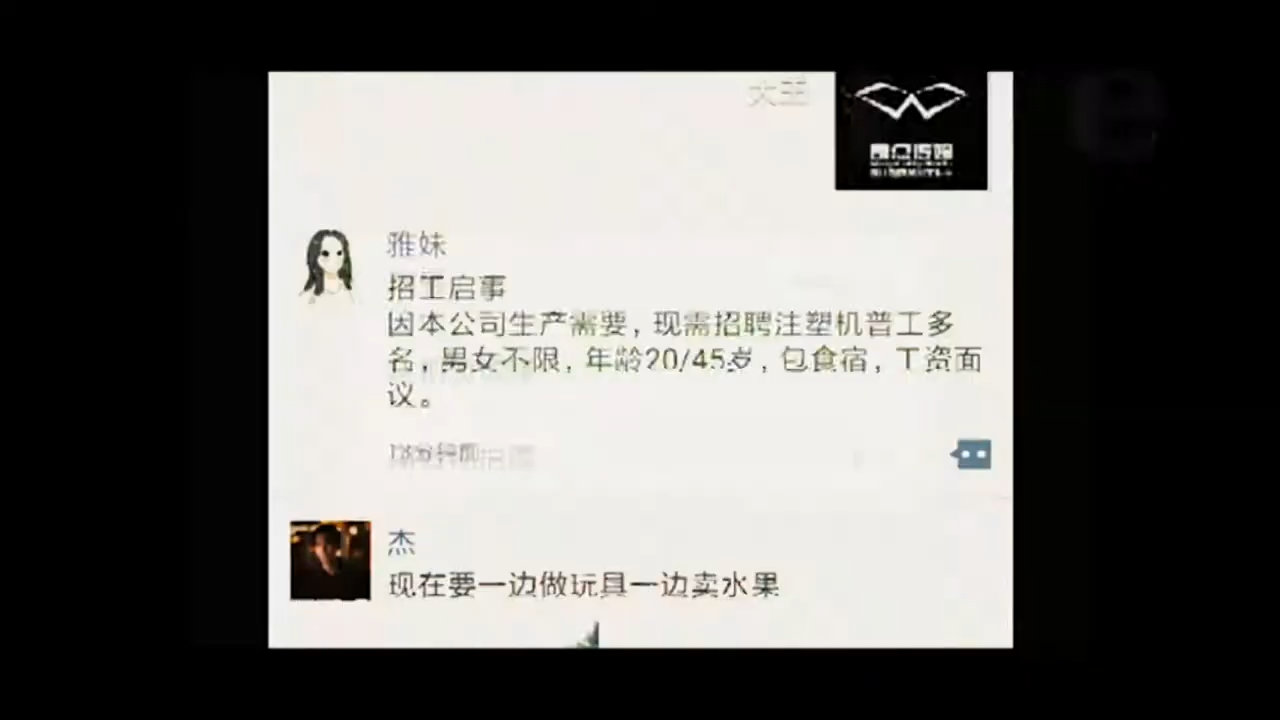 大王
雅妹
招工启事
因本公司生产需要，现需招聘注塑机普工多
名，男女不限，年龄20/45岁，包食宿，工资面
议。
杰
现在要一边做玩具一边卖水果